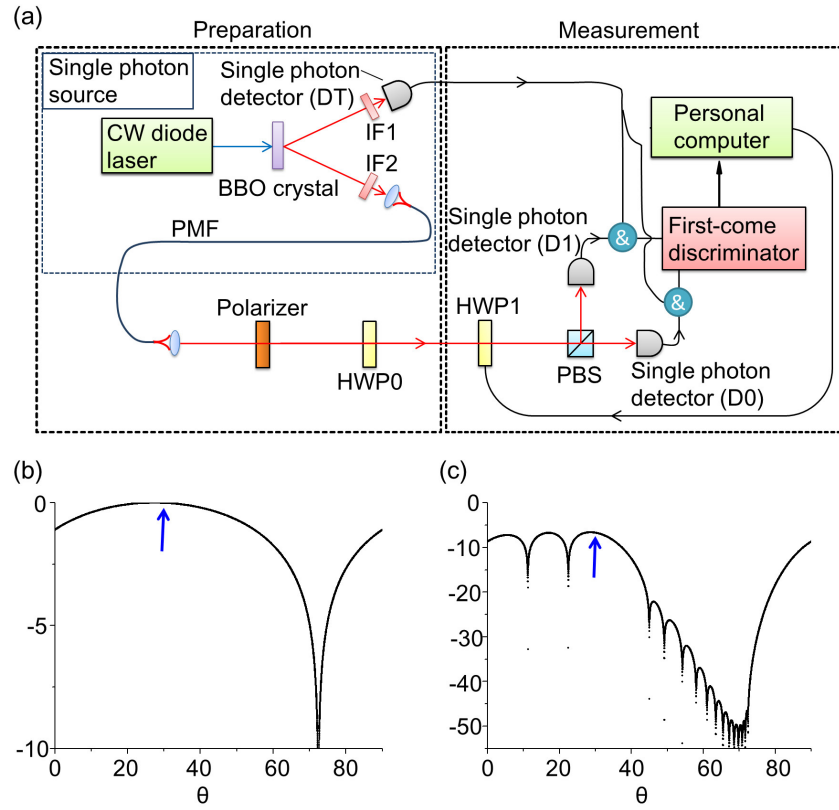 (a)
Preparation
Measurement
Single photon
source
Single photon
detector (DT)
CW diode
laser
IF1
IF2
BBO crystal
PMF
Polarizer
HWP0
Personal
computer
Single photon
detector (D1)
&
First-come
discriminator
&
HWP1
PBS
Single photon
detector (D0)
(b)
0
-5
-10
0
20
40
60
80
θ
(c)
0
-10
-20
-30
-40
-50
0
20
40
60
80
θ